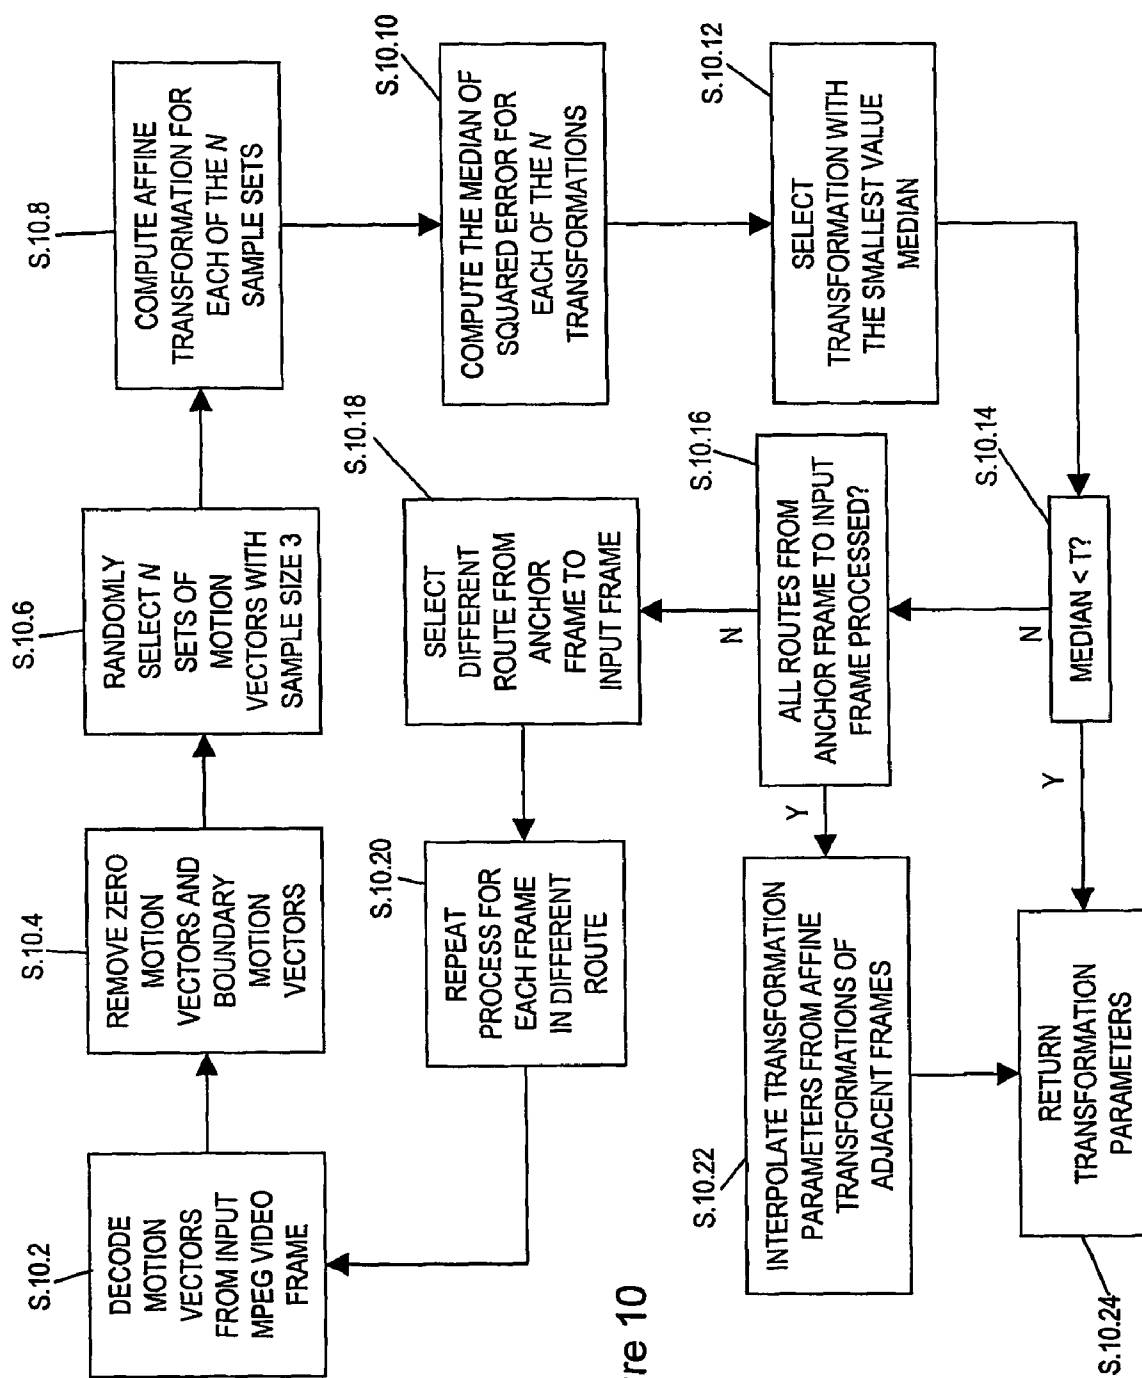 S.10.2
DECODE
MOTION
VECTORS
FROM INPUT
MPEG VIDEO
FRAME
S.10.4
REMOVE ZERO
MOTION
VECTORS AND
BOUNDARY
MOTION
VECTORS
S.10.6
RANDOMLY
SELECT N
SETS OF
MOTION
VECTORS WITH
SAMPLE SIZE 3
S.10.8
COMPUTE AFFINE
TRANSFORMATION FOR
EACH OF THE N
SAMPLE SETS
S.10.10
COMPUTE THE MEDIAN OF
SQUARED ERROR FOR
EACH OF THE N
TRANSFORMATIONS
S.10.12
SELECT
TRANSFORMATION WITH
THE SMALLEST VALUE
MEDIAN
S.10.14
MEDIAN < T?
N
Y
S.10.16
ALL ROUTES FROM
ANCHOR FRAME TO INPUT
FRAME PROCESSED?
N
Y
S.10.18
SELECT
DIFFERENT
ROUTE FROM
ANCHOR
FRAME TO
INPUT FRAME
S.10.20
REPEAT
PROCESS FOR
EACH FRAME
IN DIFFERENT
ROUTE
S.10.22
INTERPOLATE TRANSFORMATION
PARAMETERS FROM AFFINE
TRANSFORMATIONS OF
ADJACENT FRAMES
S.10.24
RETURN
TRANSFORMATION
PARAMETERS
re 10